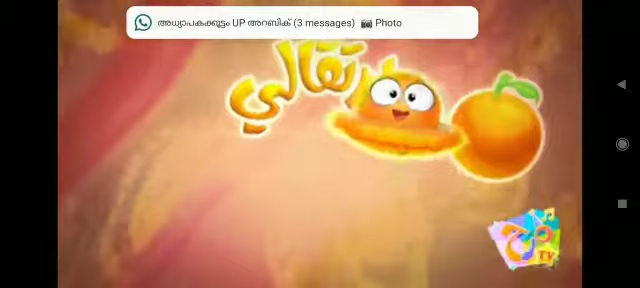 അധ്യാപകക്കൂട്ടം UP അറബിക് (3 messages) 📷 Photo
تقالي
TV